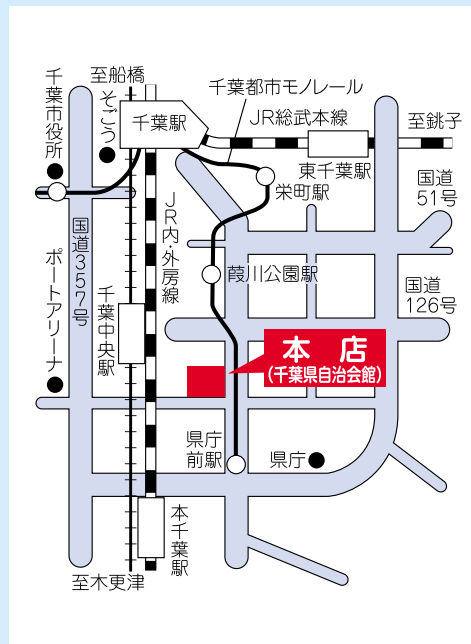 至船橋
千葉都市モノレール
千葉市役所
そごう
千葉駅
JR総武本線
至銚子
東千葉駅
栄町駅
国道
51号
国道357号
JR内・外房線
ポートアリーナ
千葉中央駅
葭川公園駅
国道
126号
本店
(千葉県自治会館)
県庁
前駅
県庁
本千葉駅
至木更津